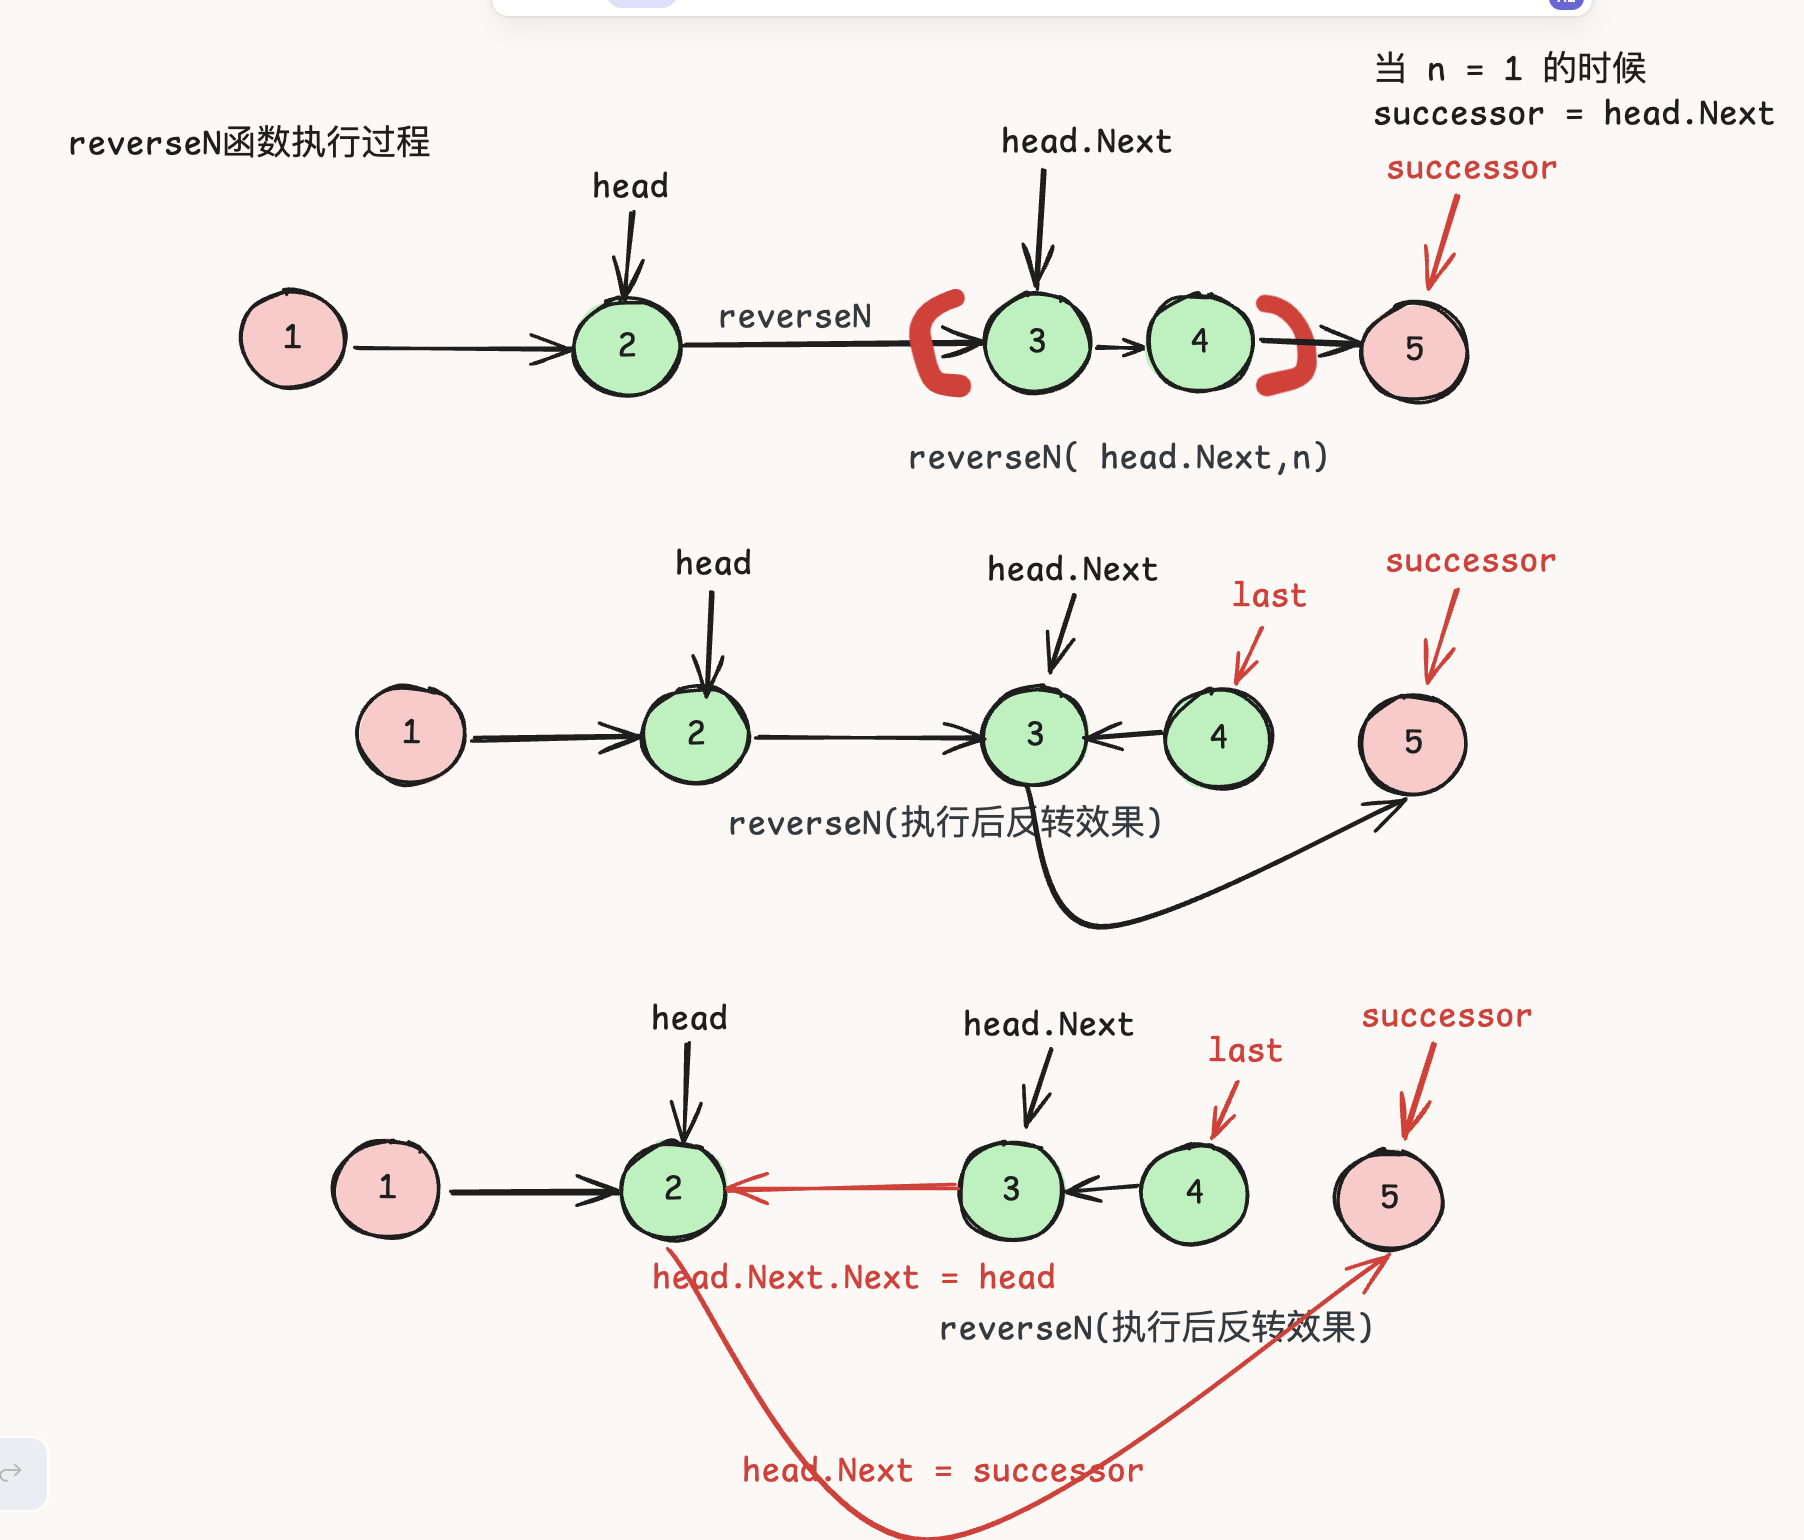 当 n = 1 的时候
successor = head.Next
reverseN函数执行过程
head.Next
successor
head
reverseN
1
2
3
4
5
reverseN( head.Next,n)
head
head.Next
last
successor
1
2
3
4
5
reverseN(执行后反转效果)
head
head.Next
last
successor
1
2
3
4
5
head.Next.Next = head
reverseN(执行后反转效果)
head.Next = successor